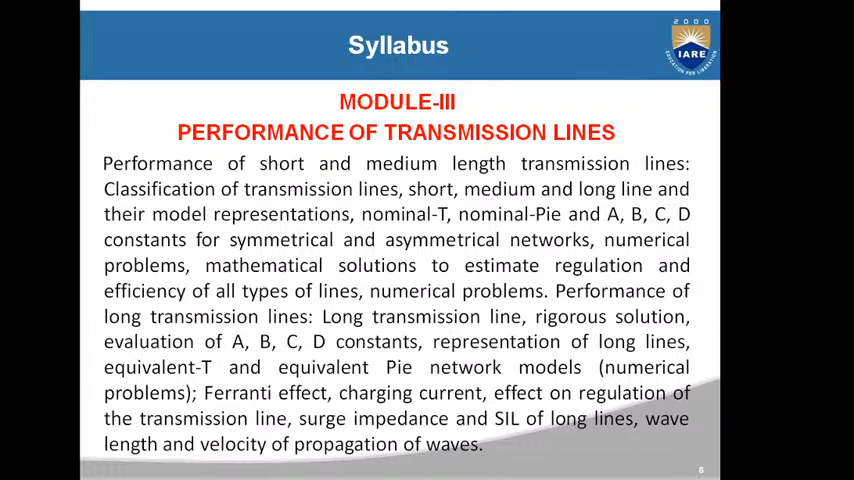 Syllabus
2000
IARE
EDUCATION FOR LIBERATION
MODULE-III
PERFORMANCE OF TRANSMISSION LINES
Performance of short and medium length transmission lines:
Classification of transmission lines, short, medium and long line and
their model representations, nominal-T, nominal-Pie and A, B, C, D
constants for symmetrical and asymmetrical networks, numerical
problems, mathematical solutions to estimate regulation and
efficiency of all types of lines, numerical problems. Performance of
long transmission lines: Long transmission line, rigorous solution,
evaluation of A, B, C, D constants, representation of long lines,
equivalent-T and equivalent Pie network models (numerical
problems); Ferranti effect, charging current, effect on regulation of
the transmission line, surge impedance and SIL of long lines, wave
length and velocity of propagation of waves.
6